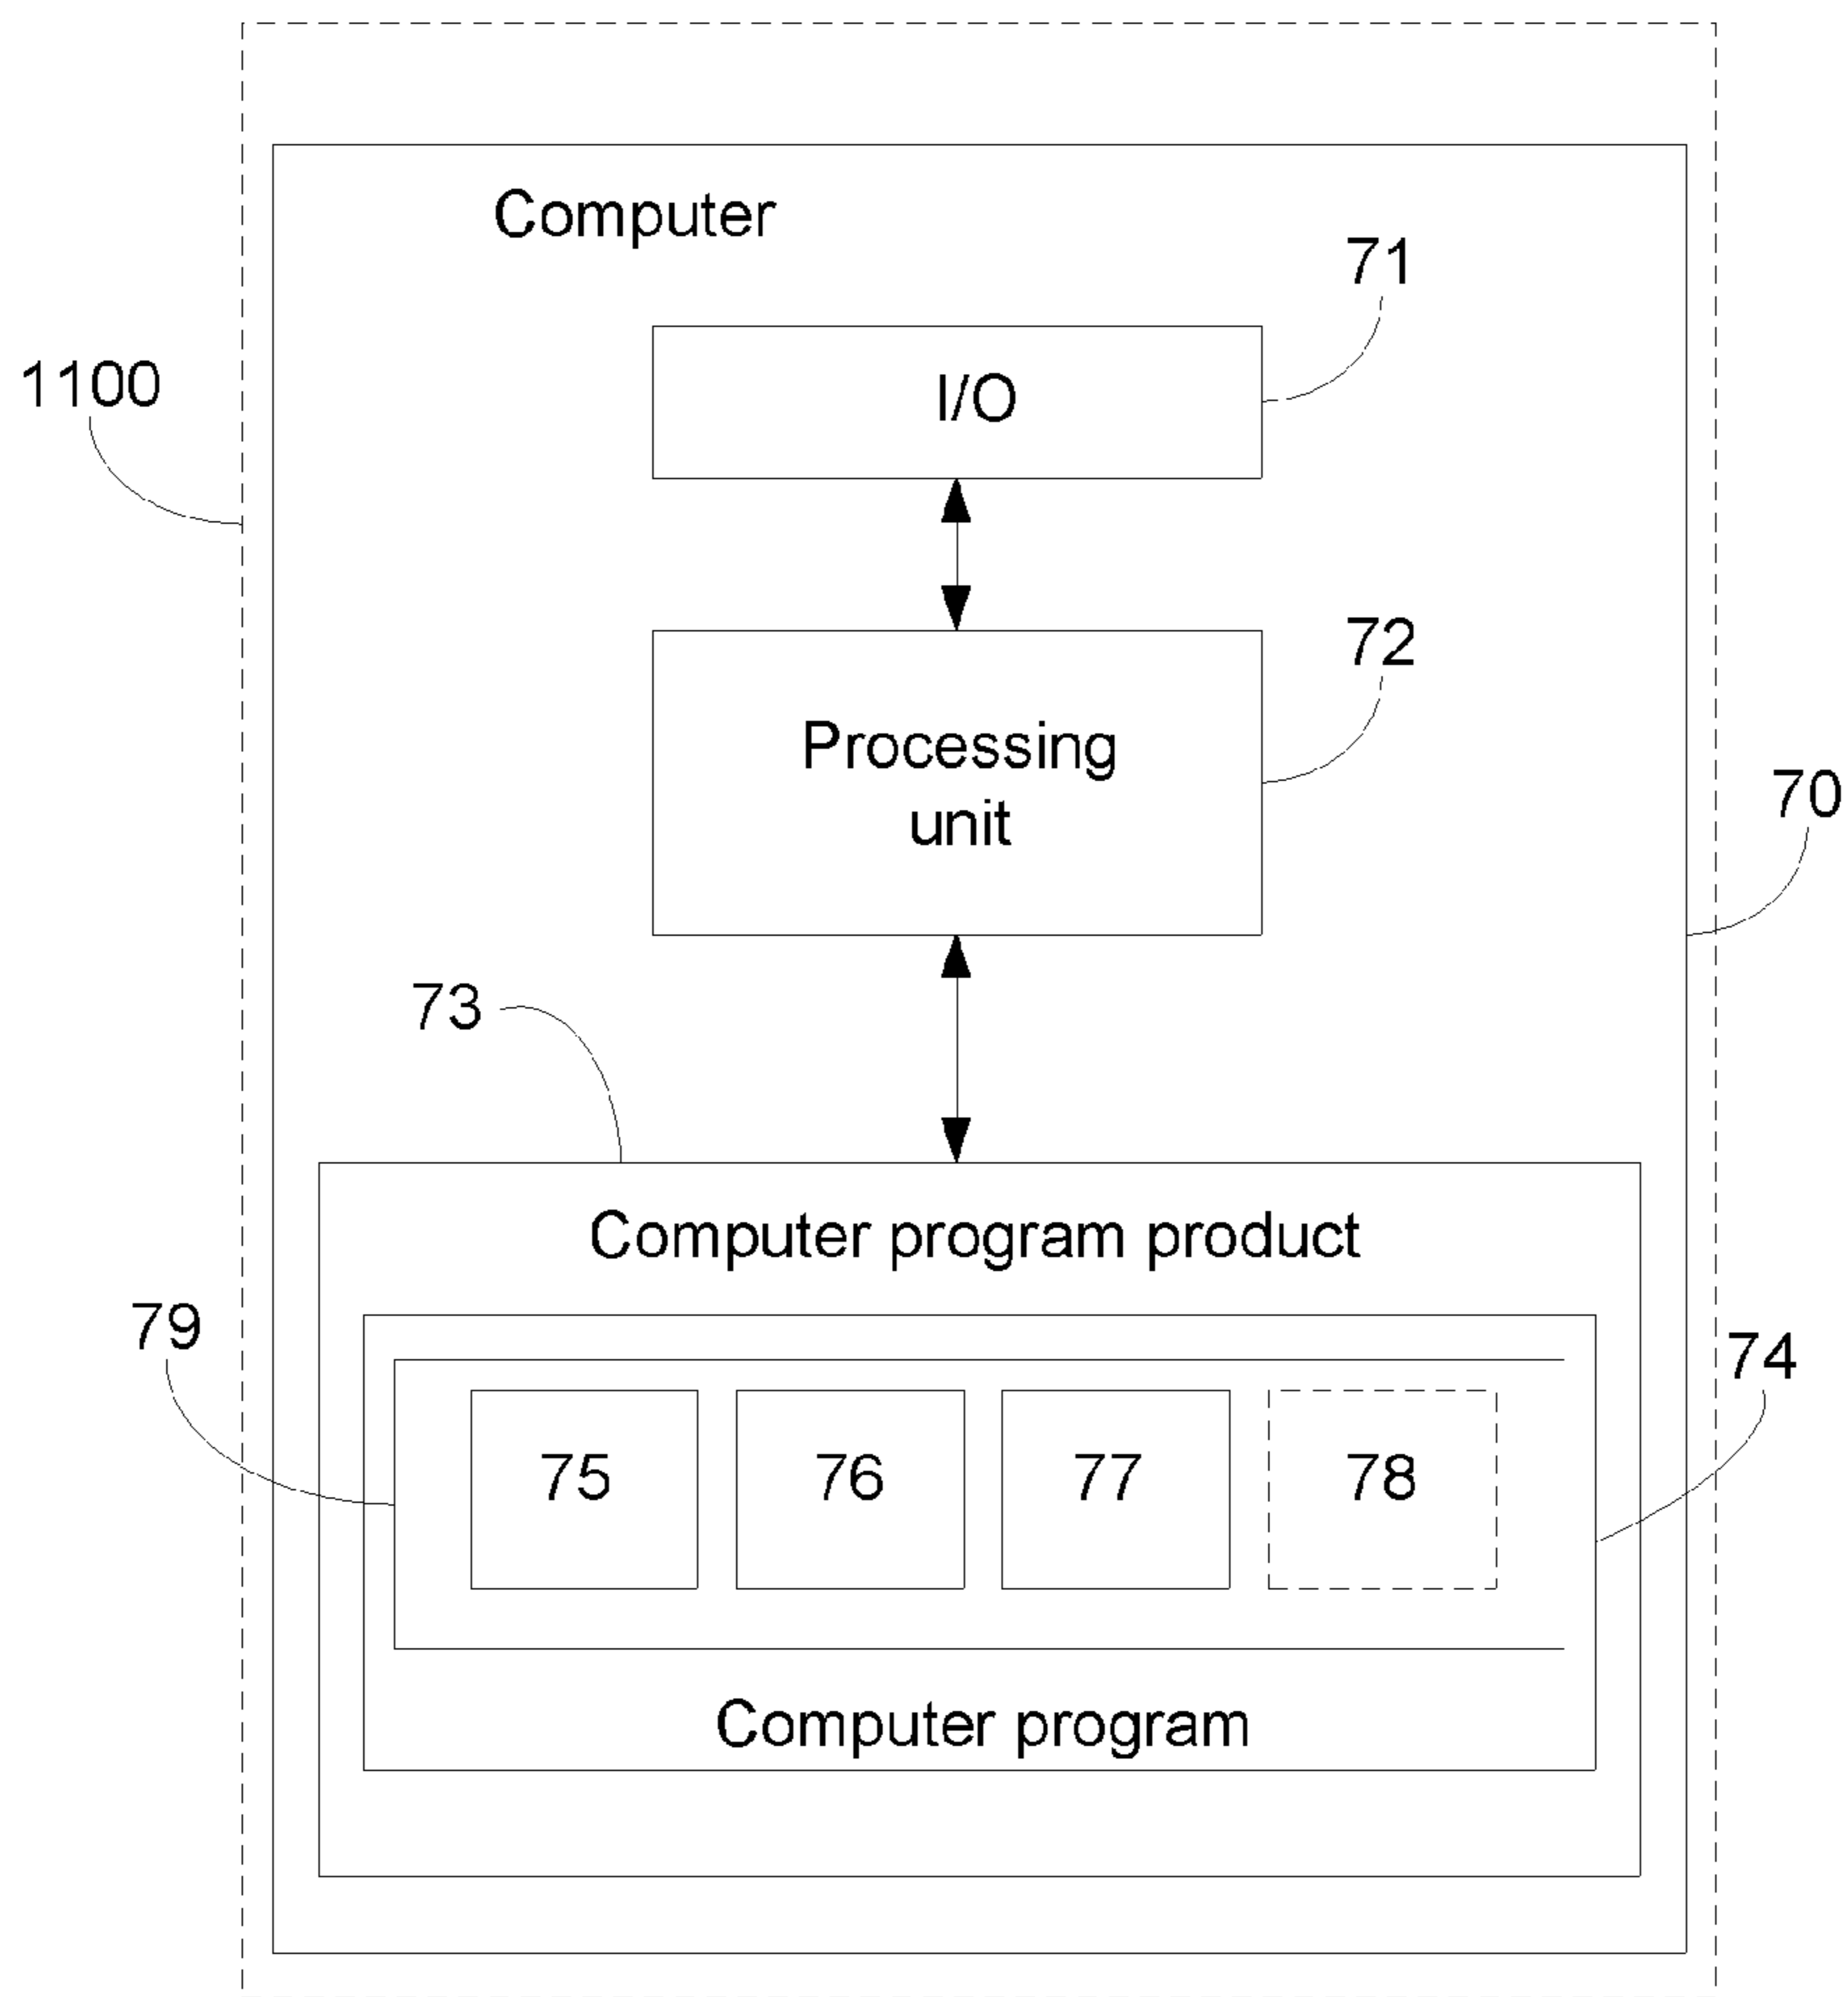 Computer
71
1100
I/O
72
Processing
unit
70
73
Computer program product
79
74
75 76 77 78
Computer program